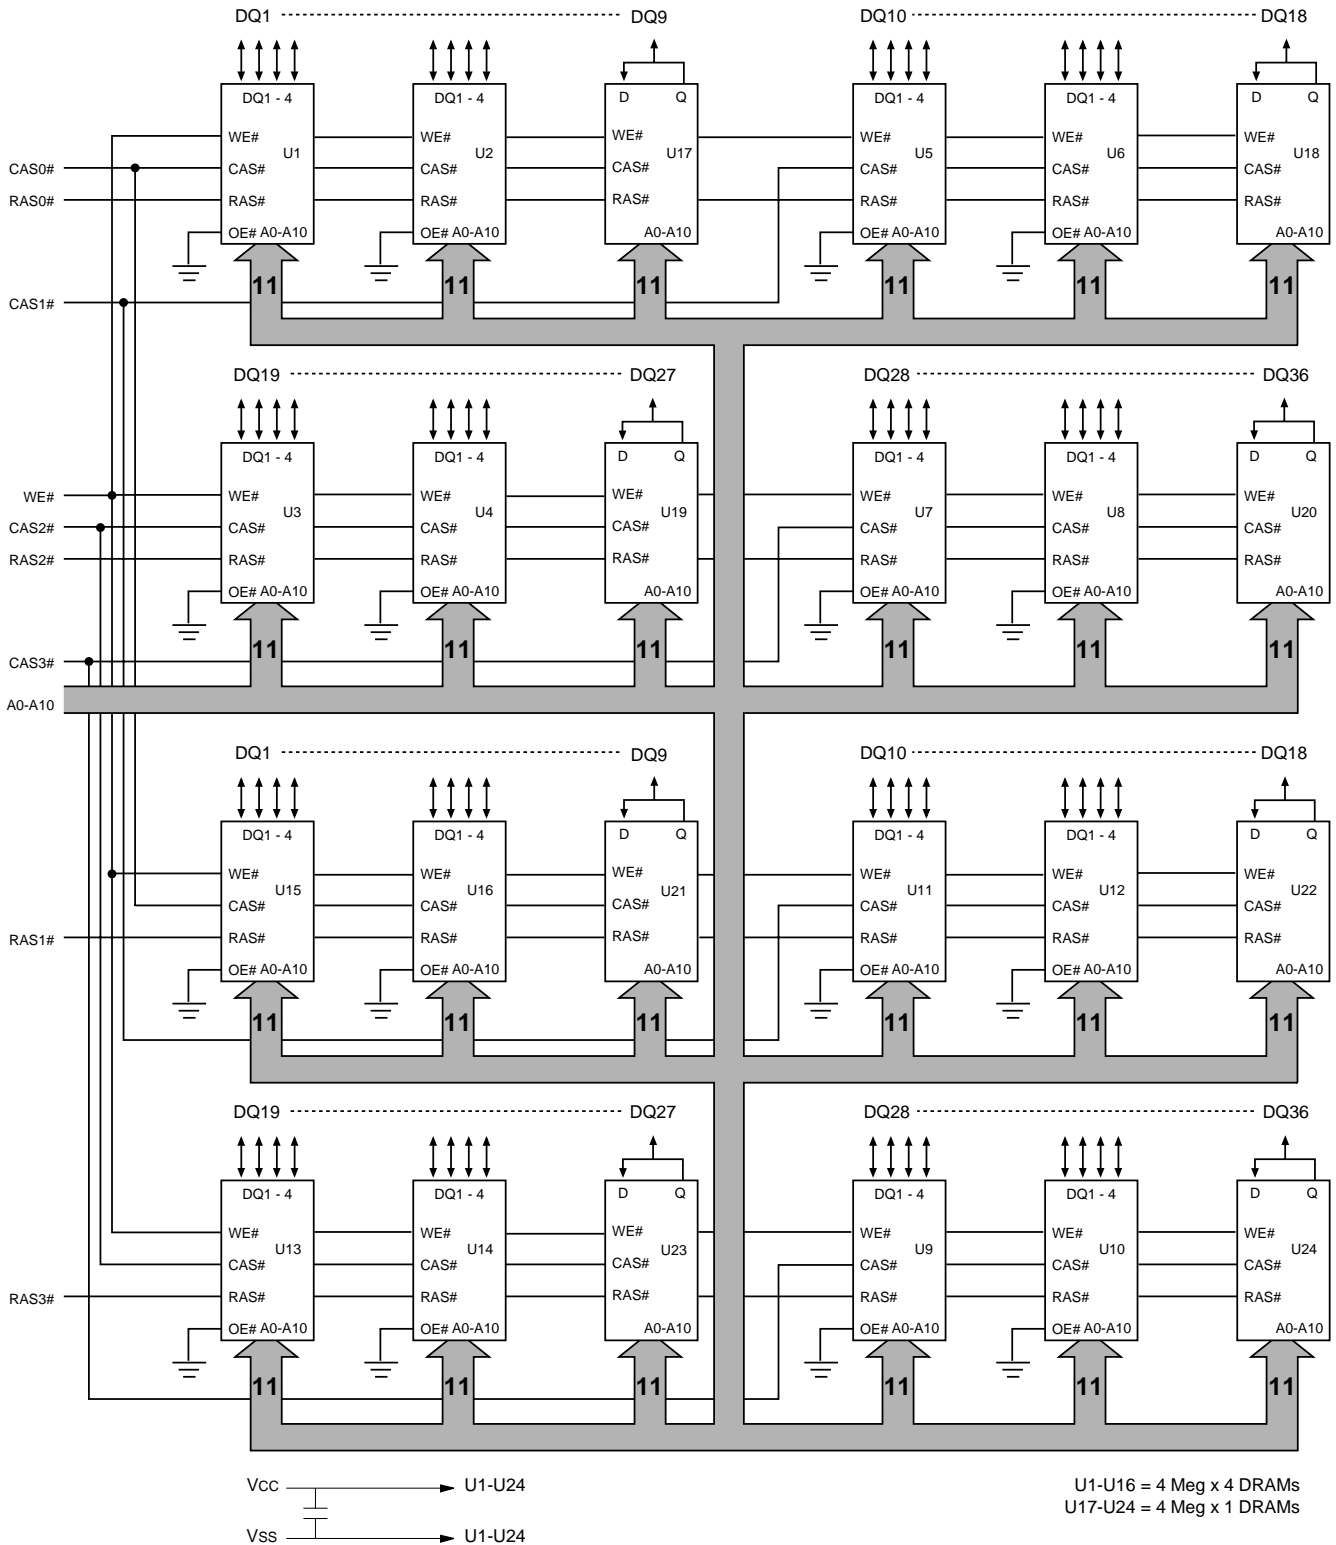 DQ1 DQ9 DQ10 DQ18
DQ1 - 4 DQ1 - 4 D Q DQ1 - 4 DQ1 - 4 D Q
WE# WE# WE# WE# WE# WE#
U1 U2 U17 U5 U6 U18
CAS0# CAS# CAS# CAS# CAS# CAS# CAS#
RAS0# RAS# RAS# RAS# RAS# RAS# RAS#
OE# A0-A10 OE# A0-A10 A0-A10 OE# A0-A10 OE# A0-A10 A0-A10
11 11 11 11 11 11
CAS1#
DQ19 DQ27 DQ28 DQ36
DQ1 - 4 DQ1 - 4 D Q DQ1 - 4 DQ1 - 4 D Q
WE# WE# WE# WE# WE# WE# WE#
U3 U4 U19 U7 U8 U20
CAS2# CAS# CAS# CAS# CAS# CAS# CAS#
RAS2# RAS# RAS# RAS# RAS# RAS# RAS#
OE# A0-A10 OE# A0-A10 A0-A10 OE# A0-A10 OE# A0-A10 A0-A10
11 11 11 11 11 11
CAS3#
A0-A10
DQ1 DQ9 DQ10 DQ18
DQ1 - 4 DQ1 - 4 D Q DQ1 - 4 DQ1 - 4 D Q
WE# WE# WE# WE# WE# WE#
U15 U16 U21 U11 U12 U22
CAS# CAS# CAS# CAS# CAS# CAS#
RAS1# RAS# RAS# RAS# RAS# RAS# RAS#
OE# A0-A10 OE# A0-A10 A0-A10 OE# A0-A10 OE# A0-A10 A0-A10
11 11 11 11 11 11
DQ19 DQ27 DQ28 DQ36
DQ1 - 4 DQ1 - 4 D Q DQ1 - 4 DQ1 - 4 D Q
WE# WE# WE# WE# WE# WE#
U13 U14 U23 U9 U10 U24
CAS# CAS# CAS# CAS# CAS# CAS#
RAS3# RAS# RAS# RAS# RAS# RAS# RAS#
OE# A0-A10 OE# A0-A10 A0-A10 OE# A0-A10 OE# A0-A10 A0-A10
11 11 11 11 11 11
VCC U1-U24
VSS U1-U24
U1-U16 = 4 Meg x 4 DRAMs
U17-U24 = 4 Meg x 1 DRAMs